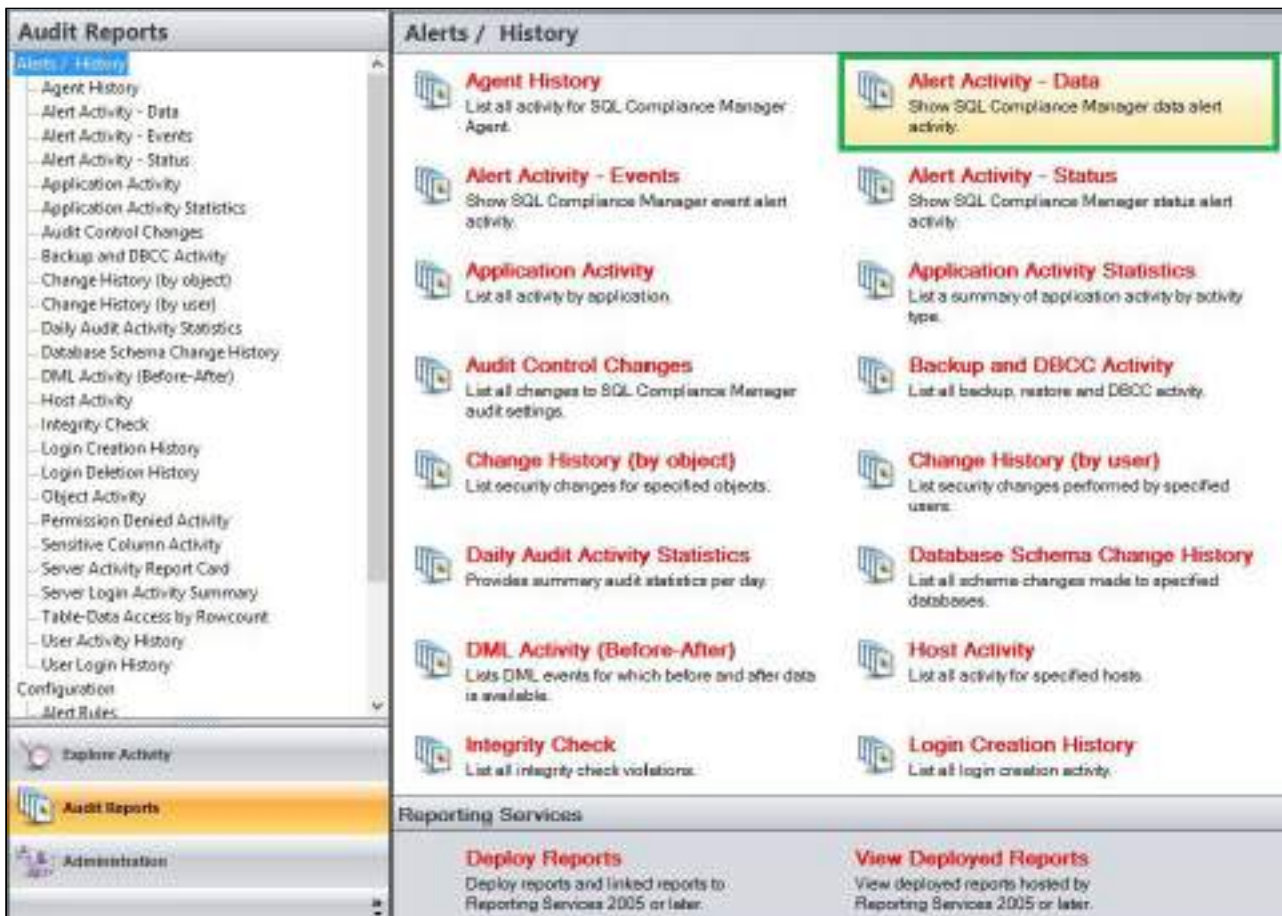 Audit Reports
Alerts / History
Agent History
Alert Activity - Data
Alert Activity - Events
Alert Activity - Status
Application Activity
Application Activity Statistics
Audit Control Changes
Backup and DBCC Activity
Change History (by object)
Change History (by user)
Daily Audit Activity Statistics
Database Schema Change History
DML Activity (Before-After)
Host Activity
Integrity Check
Login Creation History
Login Deletion History
Object Activity
Permission Denied Activity
Sensitive Column Activity
Server Activity Report Card
Server Login Activity Summary
Table-Data Access by Rowcount
User Activity History
User Login History
Configuration
Alert Rules
Explore Activity
Audit Reports
Administration
Alerts / History
Agent History
List all activity for SQL Compliance Manager
Agent.
Alert Activity - Data
Show SQL Compliance Manager data alert
activity.
Alert Activity - Events
Show SQL Compliance Manager event alert
activity.
Alert Activity - Status
Show SQL Compliance Manager status alert
activity.
Application Activity
List all activity by application.
Application Activity Statistics
List a summary of application activity by activity
type.
Audit Control Changes
List all changes to SQL Compliance Manager
audit settings.
Backup and DBCC Activity
List all backup, restore and DBCC activity.
Change History (by object)
List security changes for specified objects.
Change History (by user)
List security changes performed by specified
users.
Daily Audit Activity Statistics
Provides summary audit statistics per day.
Database Schema Change History
List all schema changes made to specified
databases.
DML Activity (Before-After)
Lists DML events for which before and after data
is available.
Host Activity
List all activity for specified hosts.
Integrity Check
List all integrity check violations.
Login Creation History
List all login creation activity.
Reporting Services
Deploy Reports
Deploy reports and linked reports to
Reporting Services 2005 or later.
View Deployed Reports
View deployed reports hosted by
Reporting Services 2005 or later.